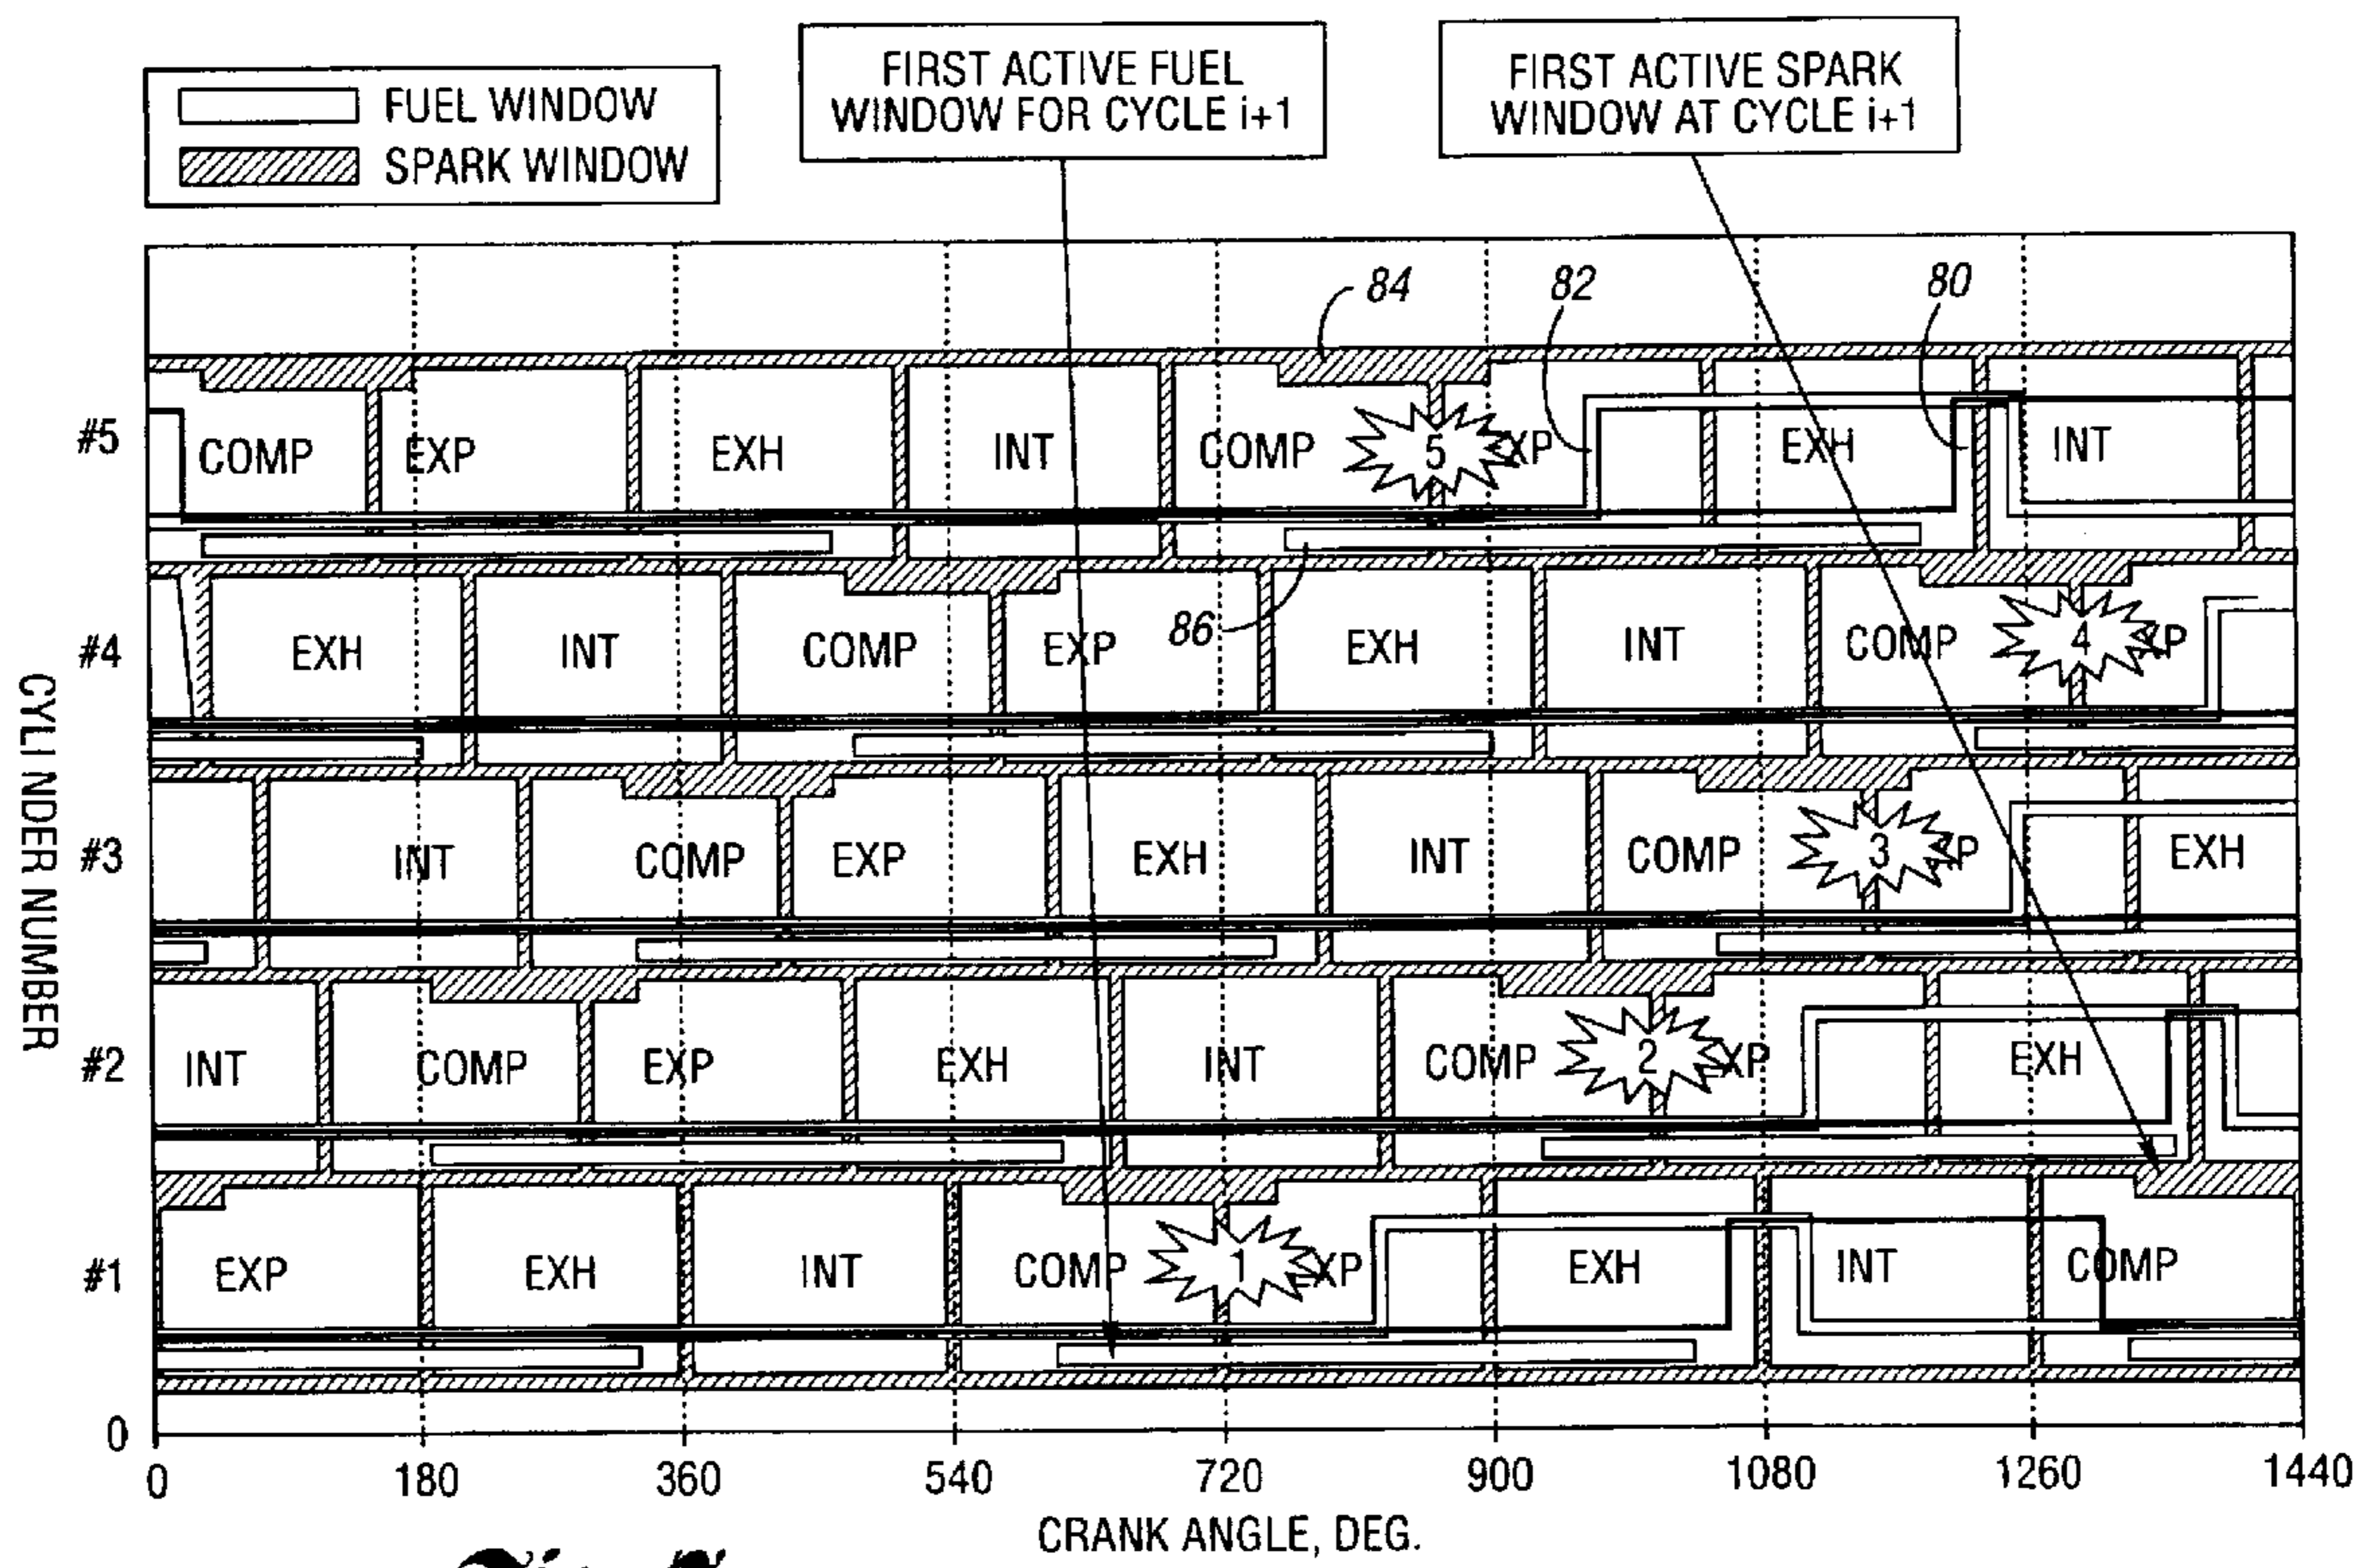 FIRST ACTIVE FUEL
WINDOW FOR CYCLE i+1
FIRST ACTIVE SPARK
WINDOW AT CYCLE i+1
FUEL WINDOW
SPARK WINDOW
84
82
80
#5
COMP
EXP
EXH
INT
COMP
5
XP
EXH
INT
86
#4
EXH
INT
COMP
EXP
EXH
INT
COMP
4
XP
#3
INT
COMP
EXP
EXH
INT
COMP
3
XP
EXH
#2
INT
COMP
EXP
EXH
INT
COMP
2
XP
EXH
#1
EXP
EXH
INT
COMP
1
EXP
EXH
INT
COMP
CYLINDER NUMBER
0
0 180 360 540 720 900 1080 1260 1440
CRANK ANGLE, DEG.